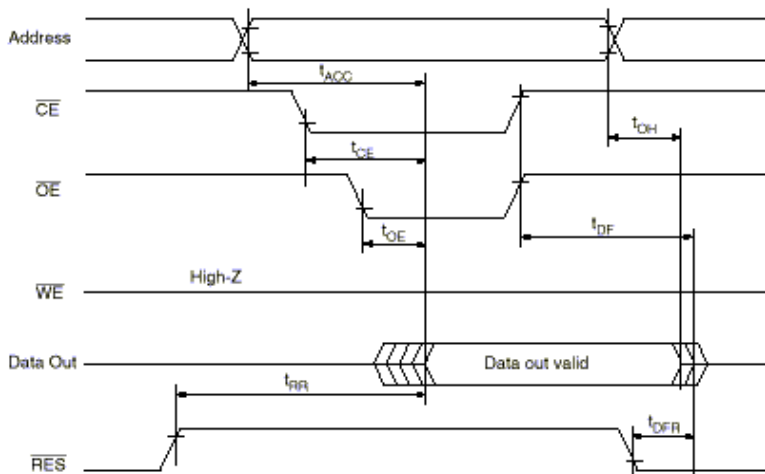 Address
tACC
CE
tOH
tCE
OE
tDF
tOE
High-Z
WE
Data Out
Data out valid
tRR
tDFR
RES